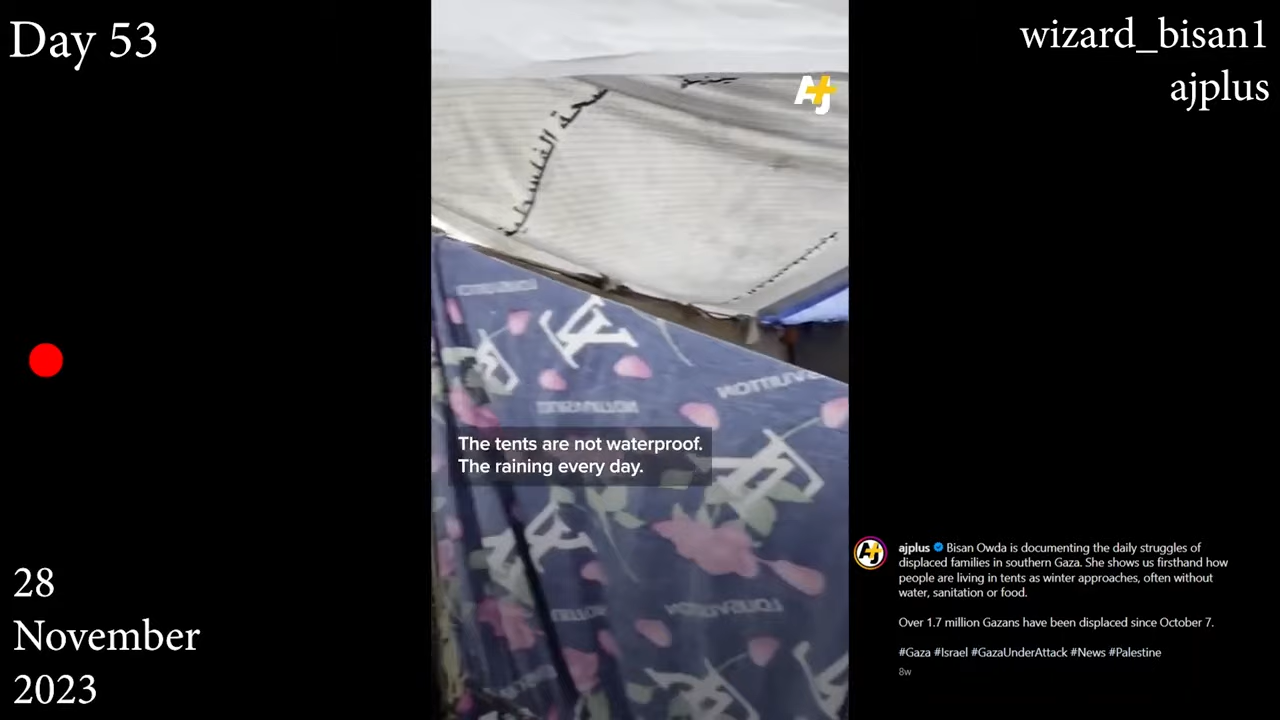 Day 53
wizard_bisan1
ajplus
The tents are not waterproof.
The raining every day.
28
November
2023
ajplus Bisan Owda is documenting the daily struggles of
displaced families in southern Gaza. She shows us firsthand how
people are living in tents as winter approaches, often without
water, sanitation or food.
Over 1.7 million Gazans have been displaced since October 7.
#Gaza #Israel #GazaUnderAttack #News #Palestine
8w